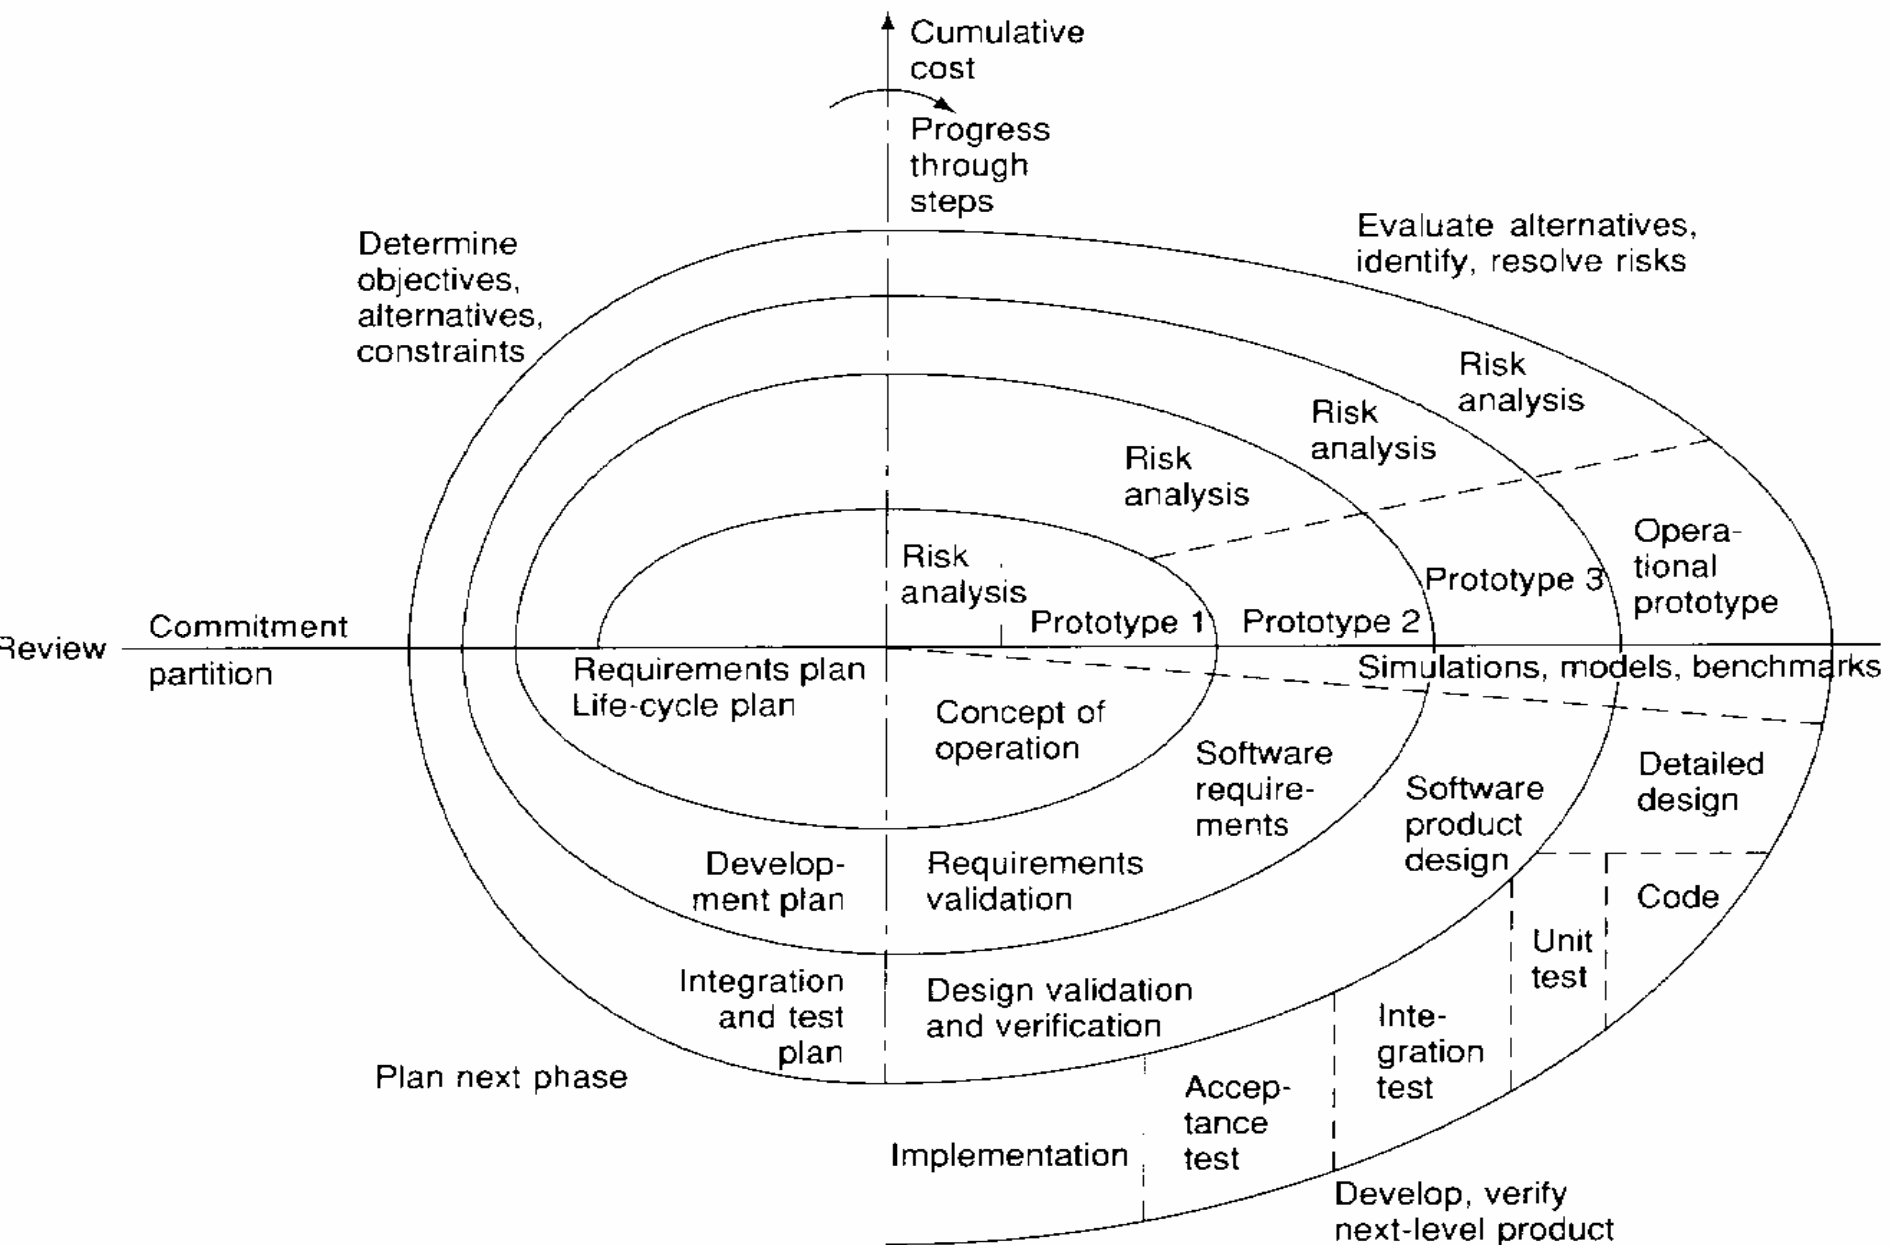 Cumulative
cost
Progress
through
steps
Determine
objectives,
alternatives,
constraints
Evaluate alternatives,
identify, resolve risks
Risk
analysis
Risk
analysis
Risk
analysis
Risk
analysis
Prototype 1
Prototype 2
Prototype 3
Opera-
tional
prototype
Review
Commitment
partition
Requirements plan
Life-cycle plan
Concept of
operation
Simulations, models, benchmarks
Software
require-
ments
Software
product
design
Detailed
design
Develop-
ment plan
Requirements
validation
Code
Unit
test
Integration
and test
plan
Design validation
and verification
Inte-
gration
test
Plan next phase
Accep-
tance
test
Implementation
Develop, verify
next-level product